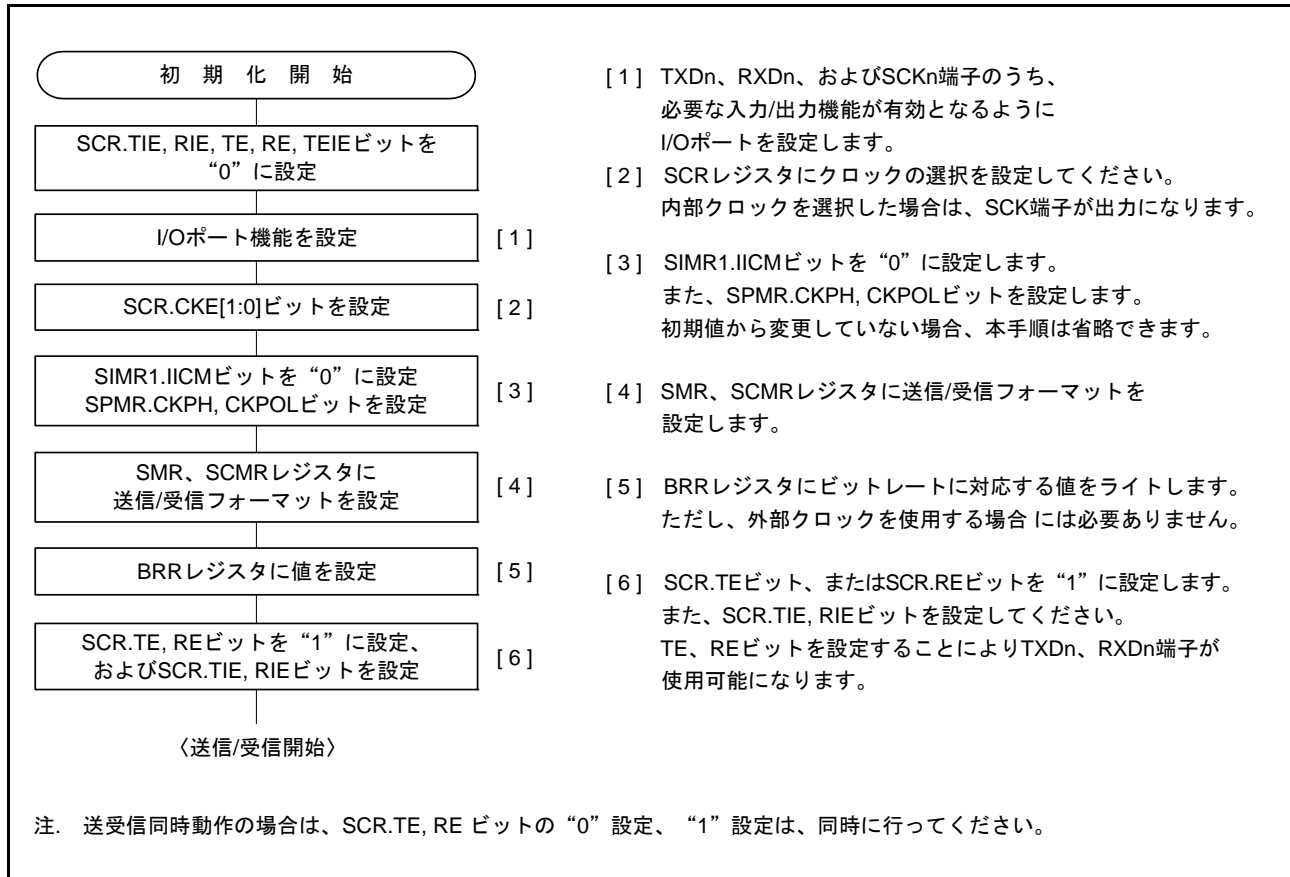 初 期 化 開 始
SCR.TIE, RIE, TE, RE, TEIEビットを
“0”に設定
I/Oポート機能を設定
[ 1 ]
SCR.CKE[1:0]ビットを設定
[ 2 ]
SIMR1.IICMビットを“0”に設定
SPMR.CKPH, CKPOLビットを設定
[ 3 ]
SMR、SCMRレジスタに
送信/受信フォーマットを設定
[ 4 ]
BRRレジスタに値を設定
[ 5 ]
SCR.TE, REビットを“1”に設定、
およびSCR.TIE, RIEビットを設定
[ 6 ]
〈送信/受信開始〉
[ 1 ] TXDn、RXDn、およびSCKn端子のうち、
必要な入力/出力機能が有効となるように
I/Oポートを設定します。
[ 2 ] SCRレジスタにクロックの選択を設定してください。
内部クロックを選択した場合は、SCK端子が出力になります。
[ 3 ] SIMR1.IICMビットを“0”に設定します。
また、SPMR.CKPH, CKPOLビットを設定します。
初期値から変更していない場合、本手順は省略できます。
[ 4 ] SMR、SCMRレジスタに送信/受信フォーマットを
設定します。
[ 5 ] BRRレジスタにビットレートに対応する値をライトします。
ただし、外部クロックを使用する場合 には必要ありません。
[ 6 ] SCR.TEビット、またはSCR.REビットを“1”に設定します。
また、SCR.TIE, RIEビットを設定してください。
TE、REビットを設定することによりTXDn、RXDn端子が
使用可能になります。
注. 送受信同時動作の場合は、SCR.TE, RE ビットの“0”設定、“1”設定は、同時に行ってください。